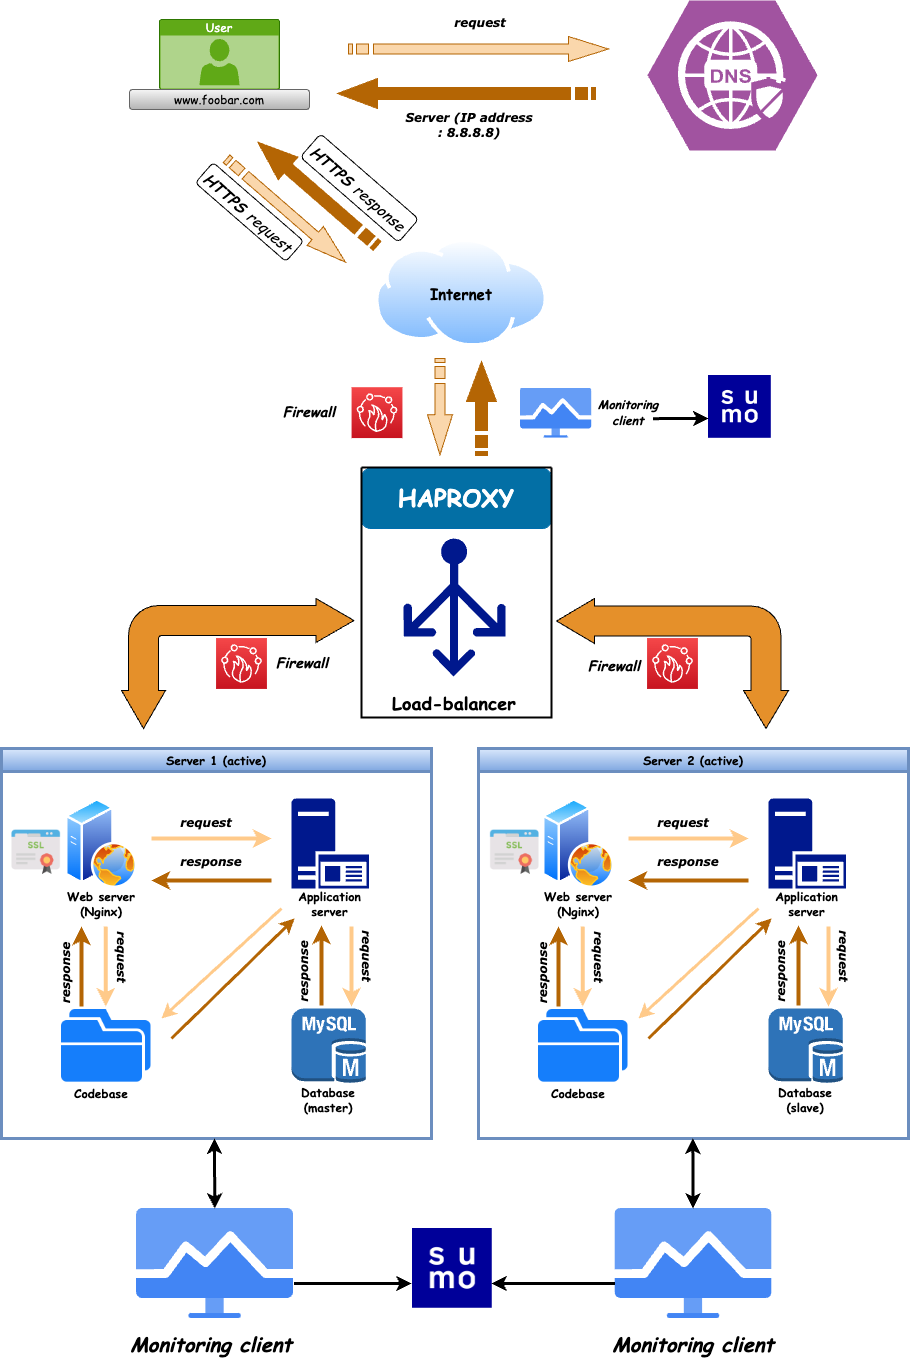 User
www.foobar.com
request
Server (IP address
: 8.8.8.8)
DNS
HTTPS response
HTTPS request
Internet
Firewall
Monitoring
client
su
mo
HAPROXY
Load-balancer
Firewall
Firewall
Server 1 (active)
SSL
request
response
Web server
(Nginx)
Application
server
response
request
response
request
MySQL
M
Codebase
Database
(master)
Server 2 (active)
SSL
request
response
Web server
(Nginx)
Application
server
response
request
response
request
MySQL
M
Codebase
Database
(slave)
su
mo
Monitoring client
Monitoring client